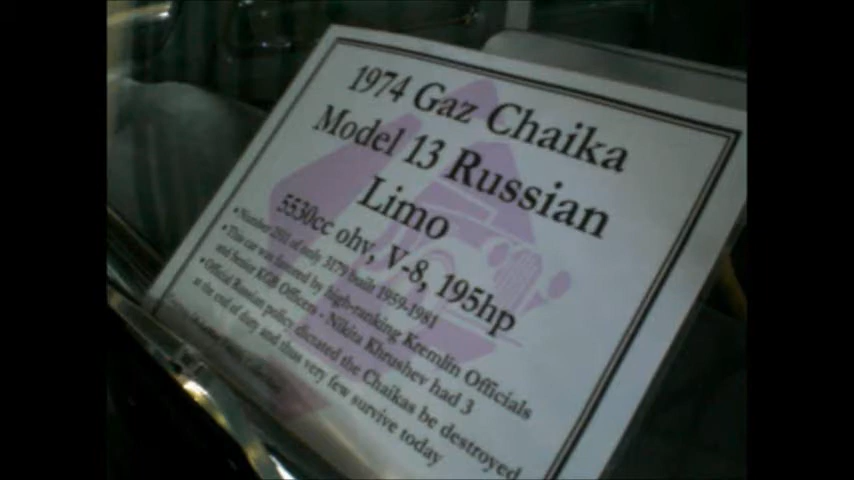 1974 Gaz Chaika
Model 13 Russian
Limo
5530cc ohv, V-8, 195hp
• Number of only 3179 built 1959-1981
• This car was favored by high-ranking Kremlin Officials
and Senior KGB Officers - Nikita Khrushev had 3
• Official Russian policy dictated the Chaikas be destroyed
at the end of duty and thus very few survive today